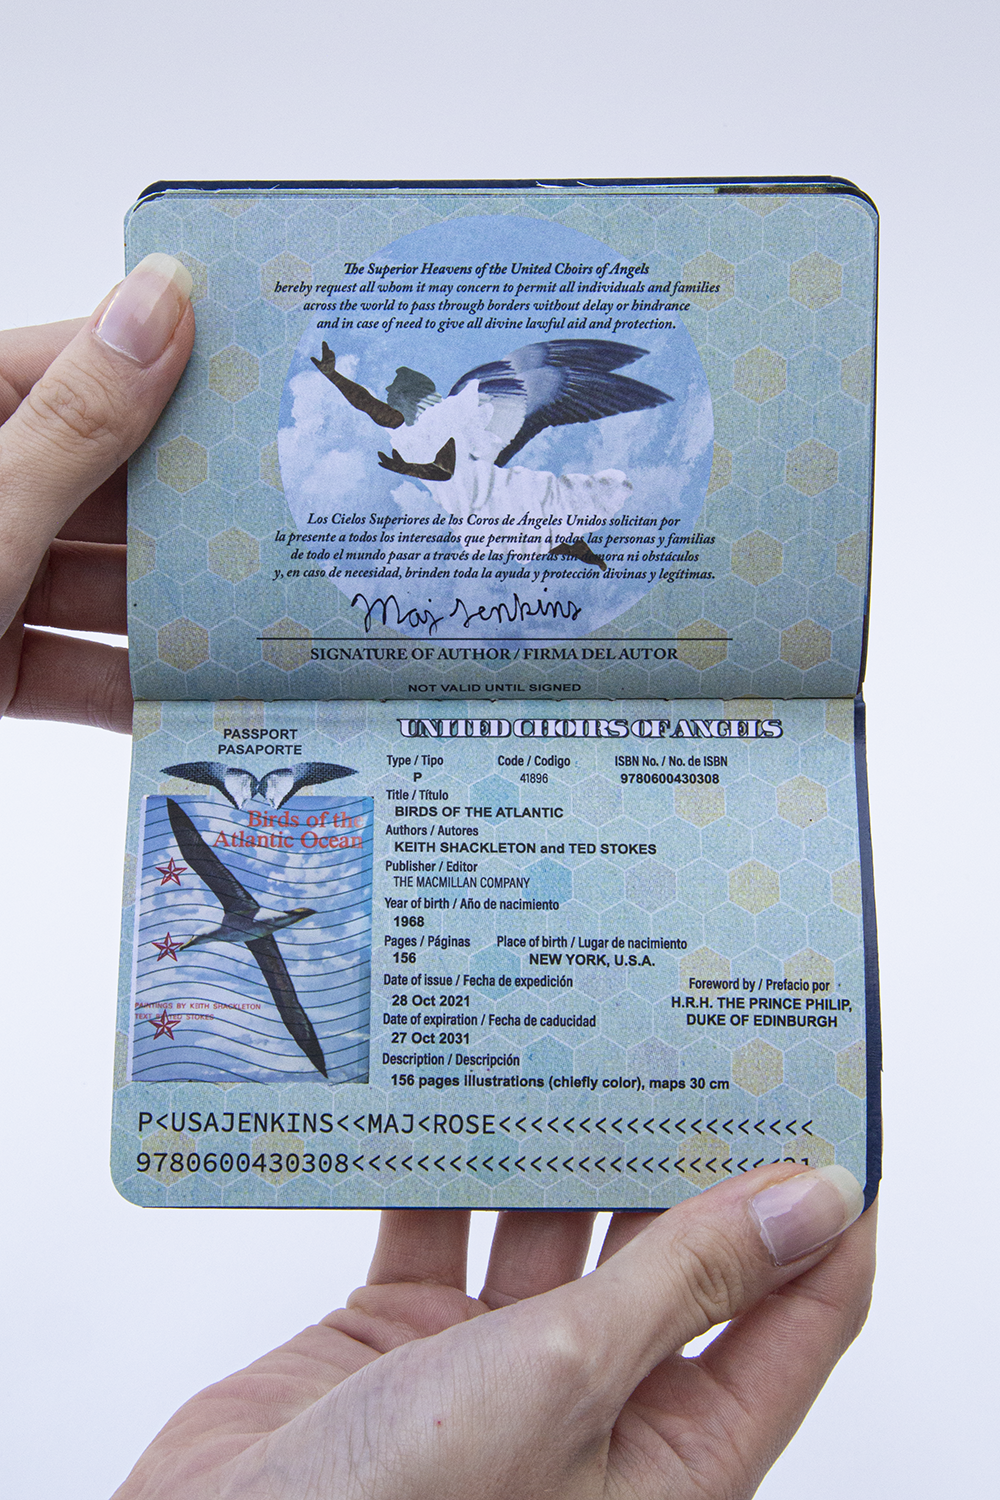 The Superior Heavens of the United Choirs of Angels
hereby request all whom it may concern to permit all individuals and families
across the world to pass through borders without delay or hindrance
and in case of need to give all divine lawful aid and protection.
Los Cielos Superiores de los Coros de Ángeles Unidos solicitan por
la presente a todos los interesados que permitan a todas las personas y familias
de todo el mundo pasar a través de las fronteras sin demora ni obstáculos
y, en caso de necesidad, brinden toda la ayuda y protección divinas y legítimas.
Maj Jenkins
SIGNATURE OF AUTHOR / FIRMA DEL AUTOR
NOT VALID UNTIL SIGNED
PASSPORT
PASAPORTE
UNITED CHOIRS OF ANGELS
Type / Tipo Code / Codigo ISBN No. / No. de ISBN
P 41896 9780600430308
Title / Título
BIRDS OF THE ATLANTIC
Authors / Autores
KEITH SHACKLETON and TED STOKES
Publisher / Editor
THE MACMILLAN COMPANY
Year of birth / Año de nacimiento
1968
Pages / Páginas Place of birth / Lugar de nacimiento
156 NEW YORK, U.S.A.
Date of issue / Fecha de expedición
28 Oct 2021
Date of expiration / Fecha de caducidad
27 Oct 2031
Foreword by / Prefacio por
H.R.H. THE PRINCE PHILIP,
DUKE OF EDINBURGH
Description / Descripción
156 pages illustrations (chiefly color), maps 30 cm
Birds of the
Atlantic Ocean
PAINTINGS BY KEITH SHACKLETON
TEXT TED STOKES
P<USAJENKINS<<MAJ<ROSE<<<<<<<<<<<<<<<<<<<<
9780600430308<<<<<<<<<<<<<<<<<<<<<<<<<<<